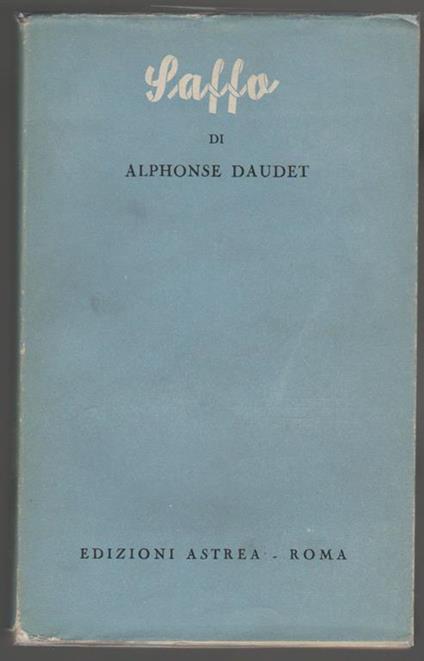 Saffo
DI
ALPHONSE DAUDET
EDIZIONI ASTREA - ROMA